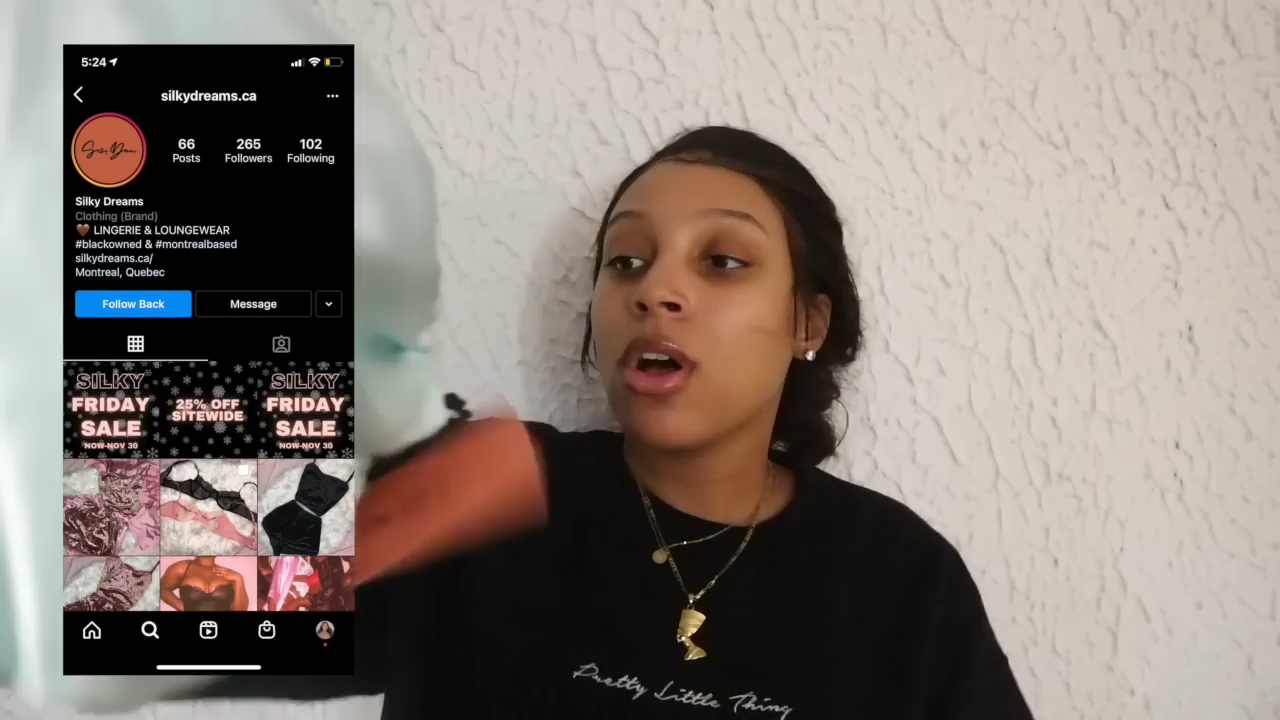 5:24
silkydreams.ca
Silky Dreams
66
265
102
Posts
Followers
Following
Silky Dreams
Clothing (Brand)
🤎 LINGERIE & LOUNGEWEAR
#blackowned & #montrealbased
silkydreams.ca/
Montreal, Quebec
Follow Back
Message
SILKY
FRIDAY
SALE
NOW-NOV 30
25% OFF
SITEWIDE
SILKY
FRIDAY
SALE
NOW-NOV 30
Pretty Little Thing